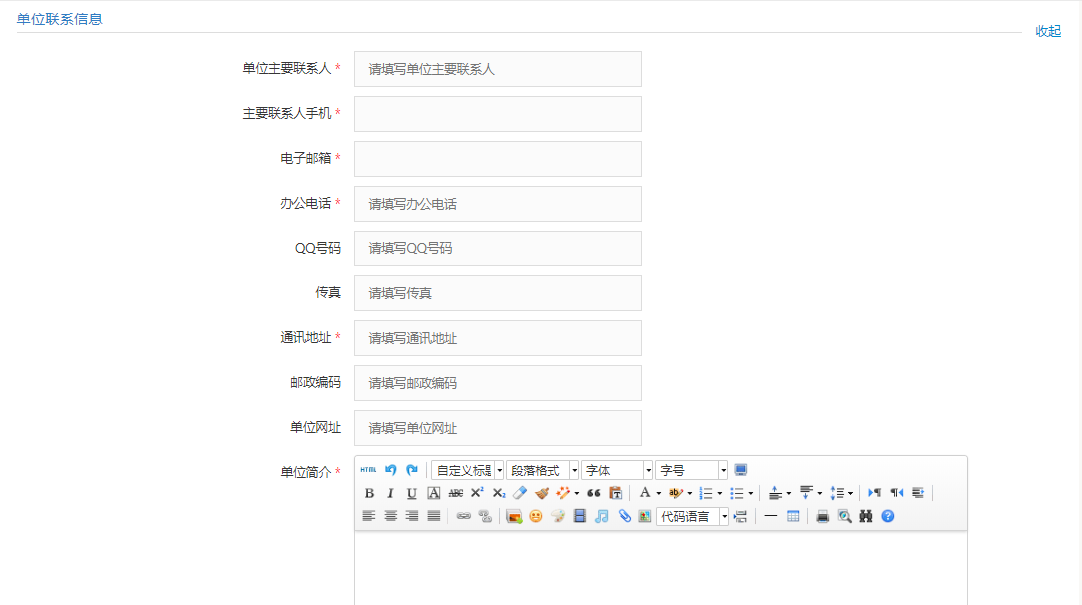 单位联系信息
收起
单位主要联系人 * 请填写单位主要联系人
主要联系人手机 *
电子邮箱 *
办公电话 * 请填写办公电话
QQ号码 请填写QQ号码
传真 请填写传真
通讯地址 * 请填写通讯地址
邮政编码 请填写邮政编码
单位网址 请填写单位网址
单位简介 * HTML 自定义标题 段落格式 字体 字号
B I U A ABC X² X₂ A ab
代码语言